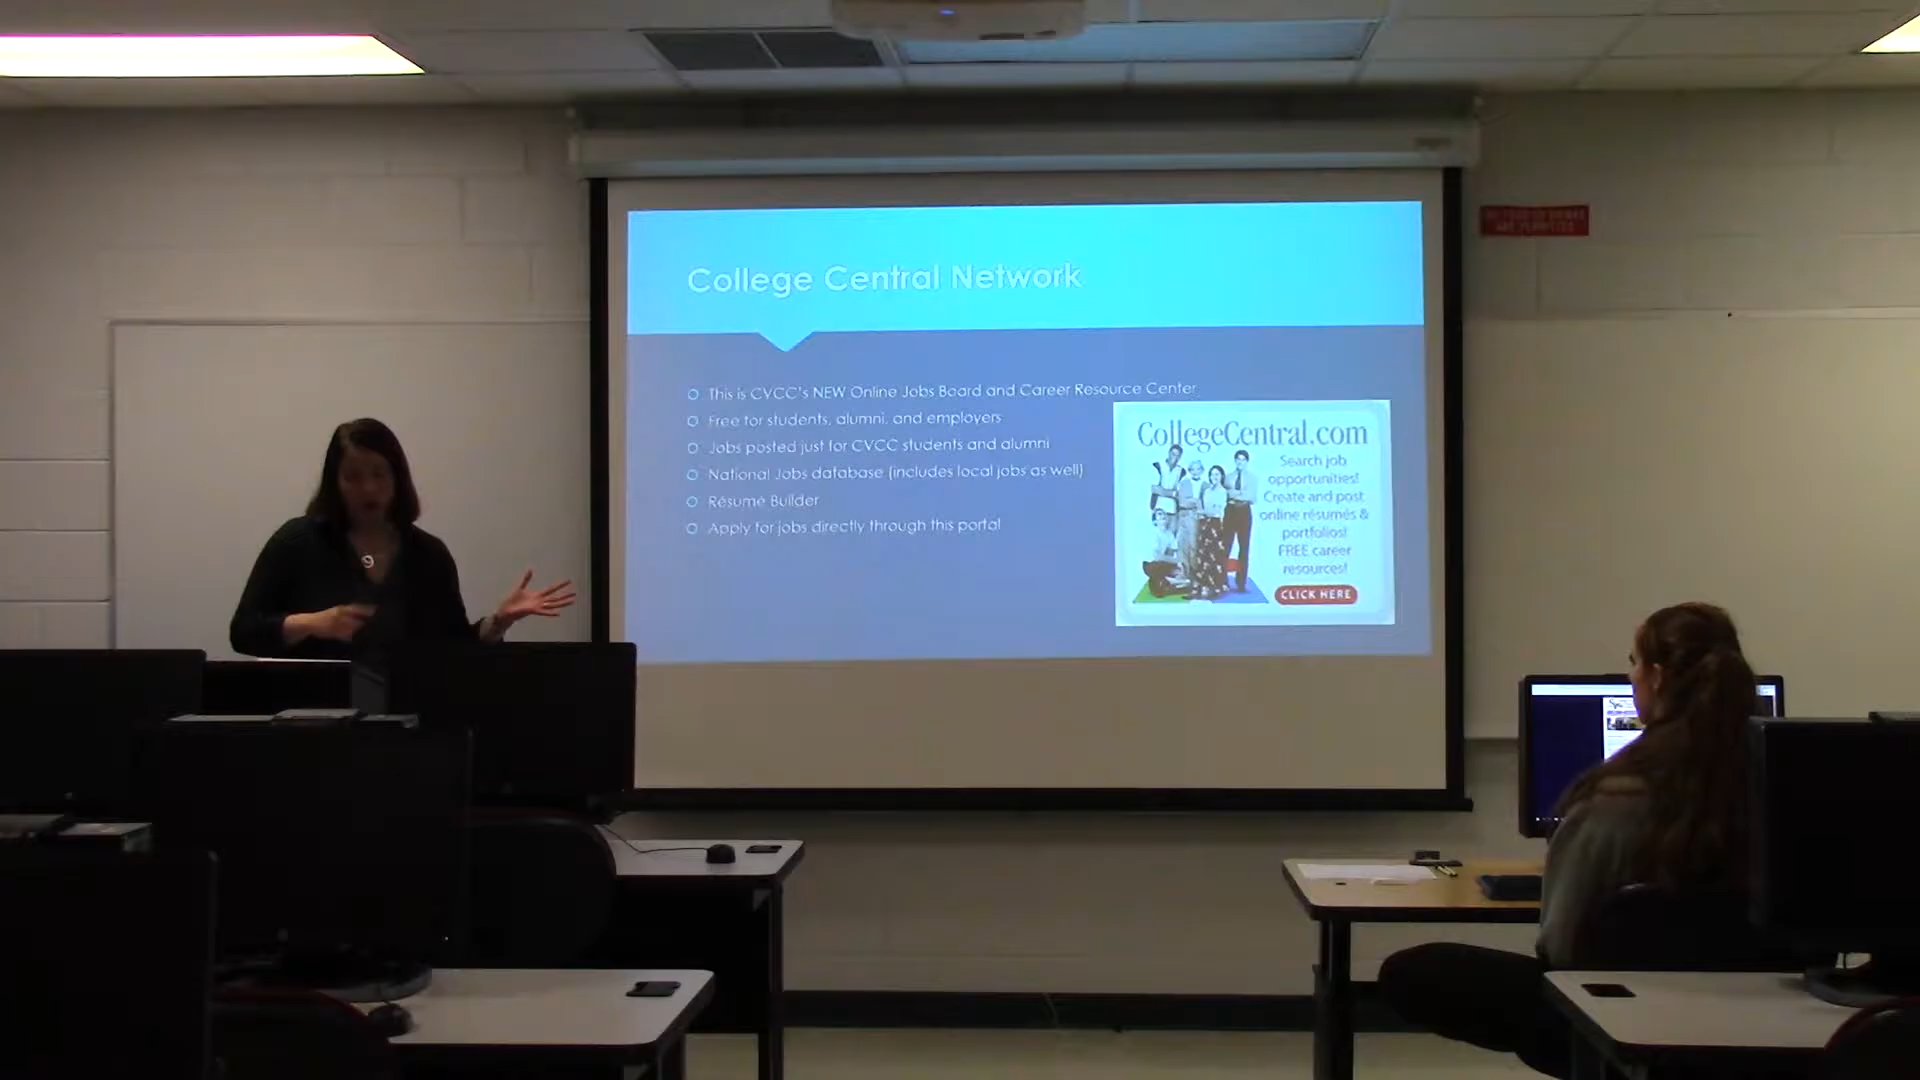 College Central Network
This is CVCC's NEW Online Jobs Board and Career Resource Center
Free for students, alumni, and employers
Jobs posted just for CVCC students and alumni
National Jobs database (includes local jobs as well)
Résumé Builder
Apply for jobs directly through this portal
CollegeCentral.com
Search job
opportunities!
Create and post
online résumés &
portfolios!
FREE career
resources!
CLICK HERE